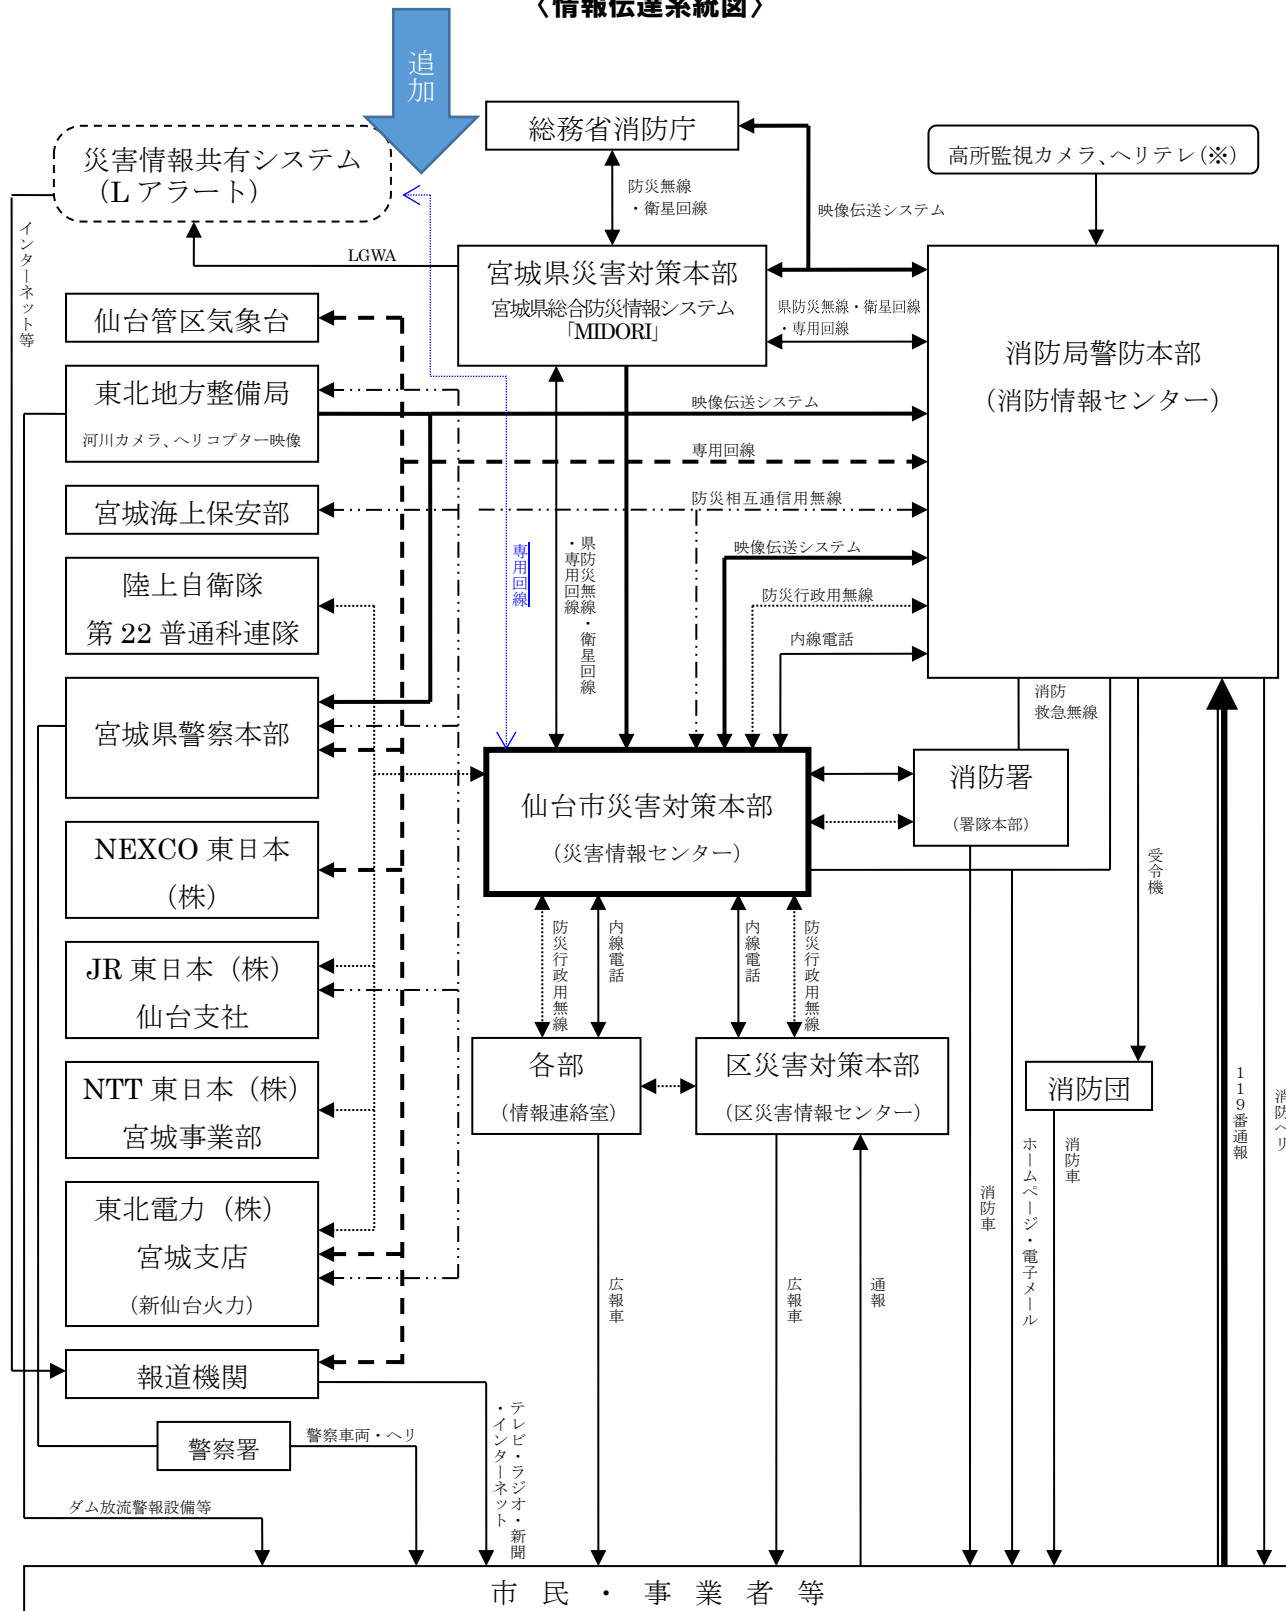 〈情報伝達系統図〉
追加
総務省消防庁
災害情報共有システム
（Lアラート）
高所監視カメラ、ヘリテレ（※）
防災無線
・衛星回線
映像伝送システム
インターネット等
LGWA
宮城県災害対策本部
宮城県総合防災情報システム
「MIDORI」
県防災無線・衛星回線
・専用回線
消防局警防本部
（消防情報センター）
仙台管区気象台
東北地方整備局
河川カメラ、ヘリコプター映像
映像伝送システム
専用回線
宮城海上保安部
防災相互通信用無線
専用回線
県防災無線・衛星回線
・専用回線
映像伝送システム
陸上自衛隊
第 22 普通科連隊
防災行政用無線
内線電話
宮城県警察本部
消防
救急無線
仙台市災害対策本部
（災害情報センター）
消防署
（署隊本部）
NEXCO 東日本
（株）
受令機
防災行政用無線
内線電話
内線電話
防災行政用無線
JR 東日本（株）
仙台支社
各部
（情報連絡室）
区災害対策本部
（区災害情報センター）
消防団
NTT 東日本（株）
宮城事業部
119番通報
消防ヘリ
消防車
ホームページ・電子メール
消防車
東北電力（株）
宮城支店
（新仙台火力）
広報車
広報車
通報
報道機関
テレビ・ラジオ・新聞
・インターネット
警察署
警察車両・ヘリ
ダム放流警報設備等
市民・事業者等